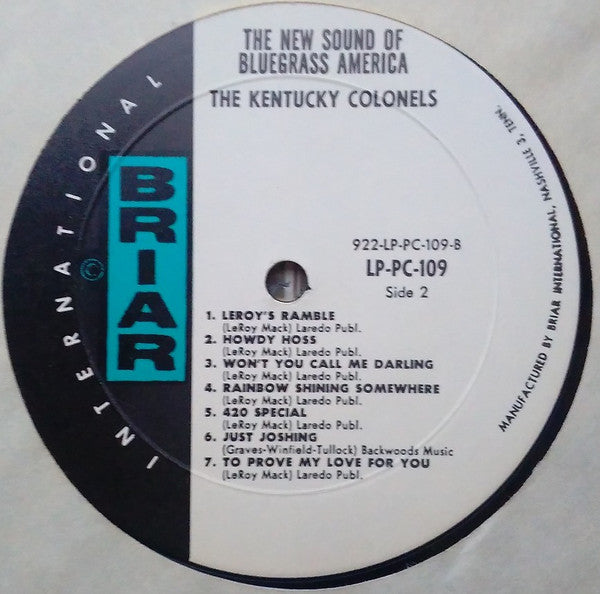 THE NEW SOUND OF
BLUEGRASS AMERICA
THE KENTUCKY COLONELS
INTERNATIONAL
©
BRIAR
922-LP-PC-109-B
LP-PC-109
Side 2
1. LEROY'S RAMBLE
(LeRoy Mack) Laredo Publ.
2. HOWDY HOSS
(LeRoy Mack) Laredo Publ.
3. WON'T YOU CALL ME DARLING
(LeRoy Mack) Laredo Publ.
4. RAINBOW SHINING SOMEWHERE
(LeRoy Mack) Laredo Publ.
5. 420 SPECIAL
(LeRoy Mack) Laredo Publ.
6. JUST JOSHING
(Graves-Winfield-Tullock) Backwoods Music
7. TO PROVE MY LOVE FOR YOU
(LeRoy Mack) Laredo Publ.
MANUFACTURED BY BRIAR INTERNATIONAL, NASHVILLE 3, TENN.